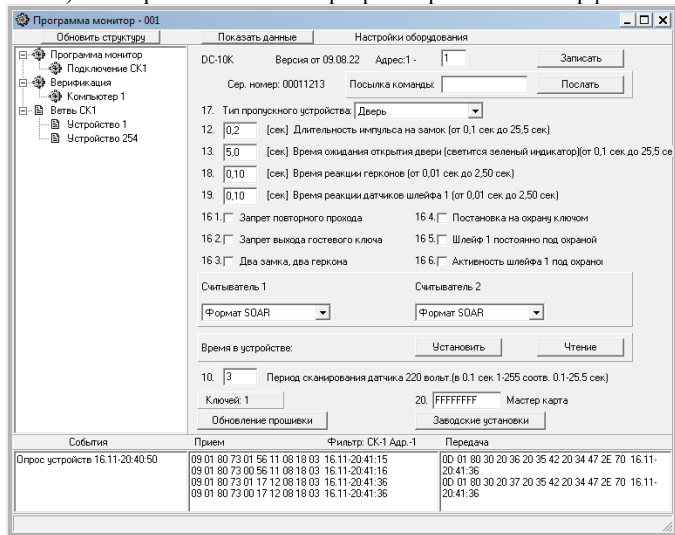 Программа монитор - 001
Обновить структуру
Показать данные
Настройки оборудования
Программа монитор
Подключение СК1
Верификация
Компьютер 1
Ветвь СК1
Устройство 1
Устройство 254
DC-10K Версия от 09.08.22 Адрес:1 - 1 Записать
Сер. номер: 00011213 Посылка команды: Послать
17. Тип пропускного устройства: Дверь
12. 0,2 [сек] Длительность импульса на замок (от 0,1 сек до 25,5 сек)
13. 5,0 [сек] Время ожидания открытия двери (светится зеленый индикатор)(от 0,1 сек до 25,5 се
18. 0,10 [сек] Время реакции герконов (от 0,01 сек до 2,50 сек)
19. 0,10 [сек] Время реакции датчиков шлейфа 1 (от 0,01 сек до 2,50 сек)
16 1. Запрет повторного прохода 16 4. Постановка на охрану ключом
16 2. Запрет выхода гостевого ключа 16 5. Шлейф 1 постоянно под охраной
16 3. Два замка, два геркона 16 6. Активность шлейфа 1 под охраной
Считыватель 1 Считыватель 2
Формат SOAR Формат SOAR
Время в устройстве: Установить Чтение
10. 3 Период сканирования датчика 220 вольт.(в 0.1 сек 1-255 соотв. 0.1-25.5 сек)
Ключей: 1 20. FFFFFFFF Мастер карта
Обновление прошивки Заводские установки
События Прием Фильтр: СК-1 Адр.-1 Передача
Опрос устройств 16.11-20:40:50
09 01 80 73 01 56 11 08 18 03 16.11-20:41:15
09 01 80 73 00 56 11 08 18 03 16.11-20:41:16
09 01 80 73 01 17 12 08 18 03 16.11-20:41:36
09 01 80 73 00 17 12 08 18 03 16.11-20:41:36
0D 01 80 30 20 36 20 35 42 20 34 47 2E 70 16.11-
20:41:36
0D 01 80 30 20 37 20 35 42 20 34 47 2E 70 16.11-
20:41:36